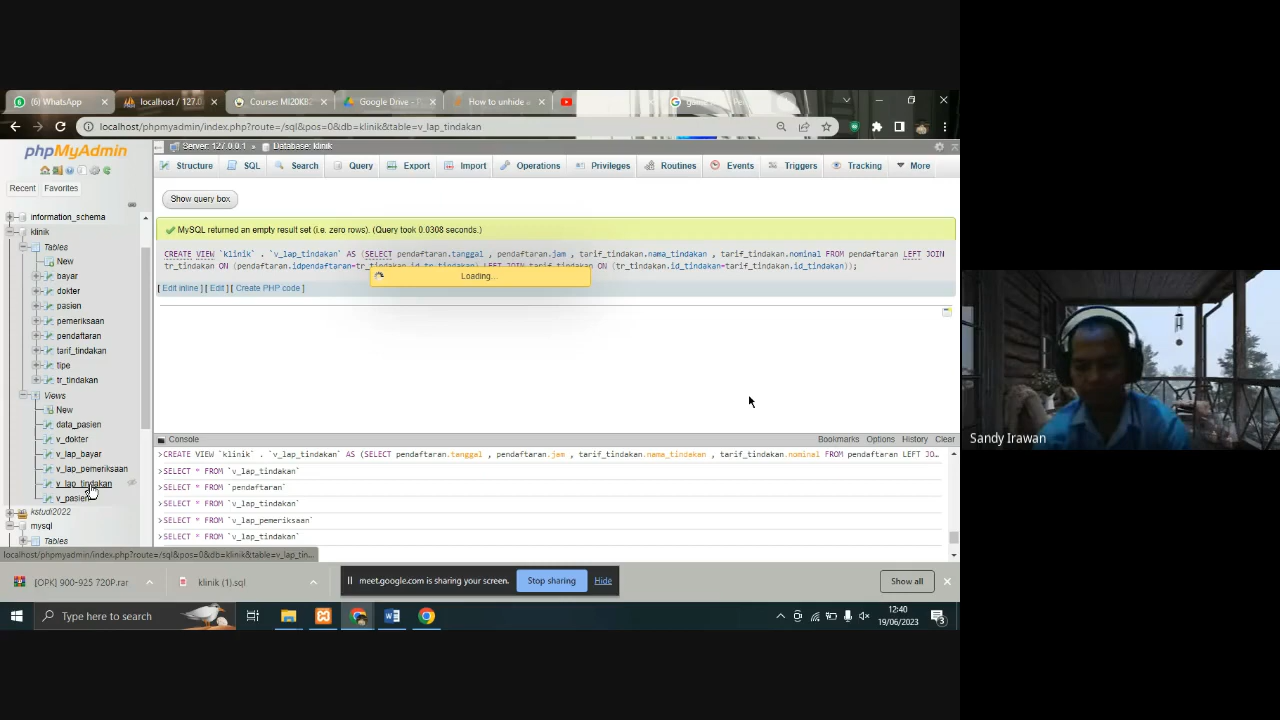 (6) WhatsApp
localhost / 127.0
Course: MI20KB2
Google Drive - P
How to unhide a
localhost/phpmyadmin/index.php?route=/sql&pos=0&db=klinik&table=v_lap_tindakan
phpMyAdmin
Recent
Favorites
information_schema
klinik
Tables
New
bayar
dokter
pasien
pemeriksaan
pendaftaran
tarif_tindakan
tipe
tr_tindakan
Views
New
data_pasien
v_dokter
v_lap_bayar
v_lap_pemeriksaan
v_lap_tindakan
v_pasien
kstudi2022
mysql
Tables
Server: 127.0.0.1 » Database: klinik
Structure SQL Search Query Export Import Operations Privileges Routines Events Triggers Tracking More
Show query box
MySQL returned an empty result set (i.e. zero rows). (Query took 0.0308 seconds.)
CREATE VIEW `klinik` . `v_lap_tindakan` AS (SELECT pendaftaran.tanggal , pendaftaran.jam , tarif_tindakan.nama_tindakan , tarif_tindakan.nominal FROM pendaftaran LEFT JOIN
tr_tindakan ON (pendaftaran.idpendaftaran=tr_tindakan.id_tr_tindakan) LEFT JOIN tarif_tindakan ON (tr_tindakan.id_tindakan=tarif_tindakan.id_tindakan));
Loading…
[ Edit inline ] [ Edit ] [ Create PHP code ]
Console
Bookmarks Options History Clear
>CREATE VIEW `klinik` . `v_lap_tindakan` AS (SELECT pendaftaran.tanggal , pendaftaran.jam , tarif_tindakan.nama_tindakan , tarif_tindakan.nominal FROM pendaftaran LEFT JO...
>SELECT * FROM `v_lap_tindakan`
>SELECT * FROM `pendaftaran`
>SELECT * FROM `v_lap_tindakan`
>SELECT * FROM `v_lap_pemeriksaan`
>SELECT * FROM `v_lap_tindakan`
localhost/phpmyadmin/index.php?route=/sql&pos=0&db=klinik&table=v_lap_tin...
[OPK] 900-925 720P.rar
klinik (1).sql
meet.google.com is sharing your screen.
Stop sharing
Hide
Show all
Type here to search
12:40
19/06/2023
3
Sandy Irawan